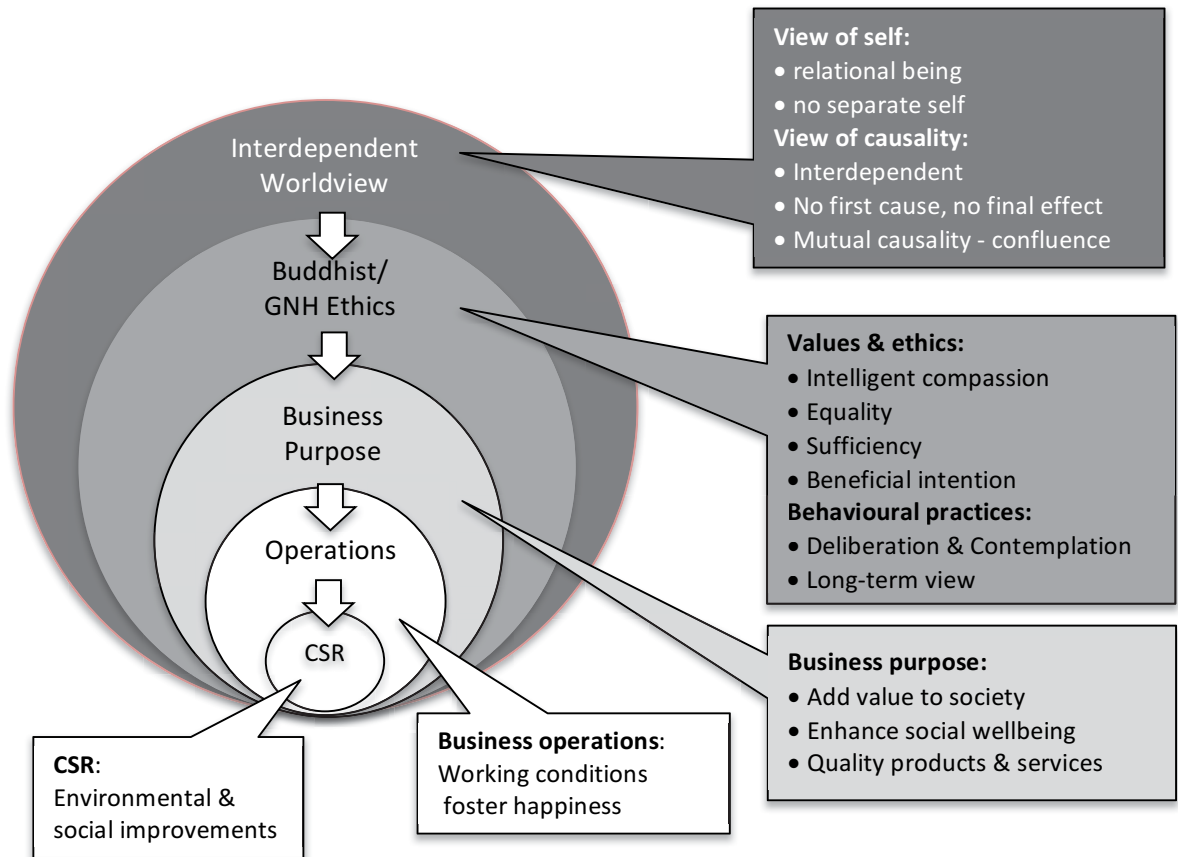 Interdependent
Worldview
Buddhist/
GNH Ethics
Business
Purpose
Operations
CSR
View of self:
• relational being
• no separate self
View of causality:
• Interdependent
• No first cause, no final effect
• Mutual causality - confluence
Values & ethics:
• Intelligent compassion
• Equality
• Sufficiency
• Beneficial intention
Behavioural practices:
• Deliberation & Contemplation
• Long-term view
Business purpose:
• Add value to society
• Enhance social wellbeing
• Quality products & services
Business operations:
Working conditions
foster happiness
CSR:
Environmental &
social improvements